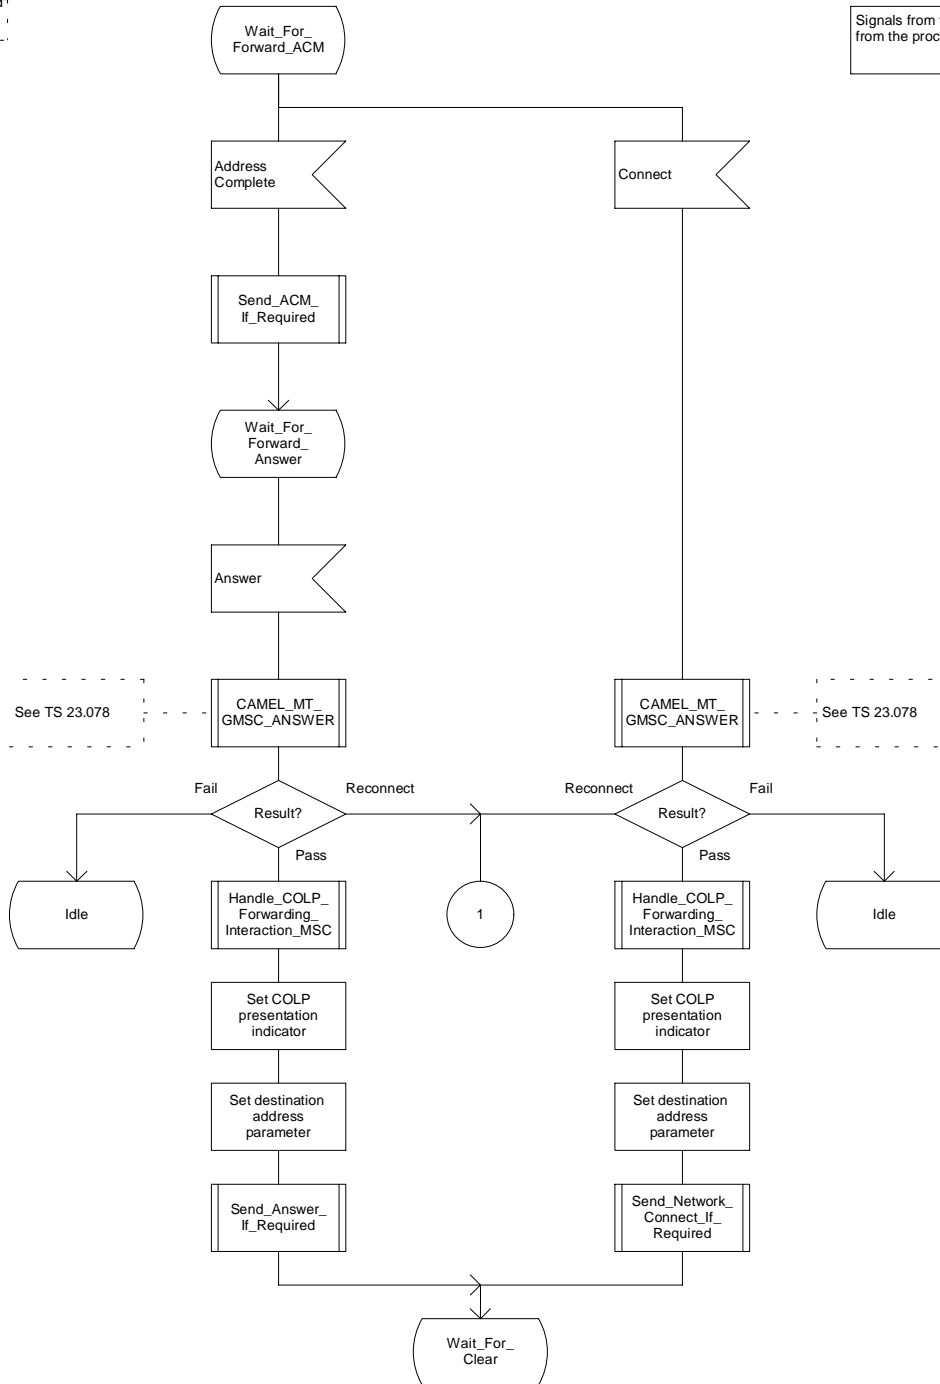 Wait_For_
Forward_ACM
Signals from
from the proc
Address
Complete
Connect
Send_ACM_
If_Required
Wait_For_
Forward_
Answer
Answer
See TS 23.078
CAMEL_MT_
GMSC_ANSWER
CAMEL_MT_
GMSC_ANSWER
See TS 23.078
Fail
Result?
Reconnect
Reconnect
Result?
Fail
Pass
Pass
Idle
Handle_COLP_
Forwarding_
Interaction_MSC
1
Handle_COLP_
Forwarding_
Interaction_MSC
Idle
Set COLP
presentation
indicator
Set COLP
presentation
indicator
Set destination
address
parameter
Set destination
address
parameter
Send_Answer_
If_Required
Send_Network_
Connect_If_
Required
Wait_For_
Clear